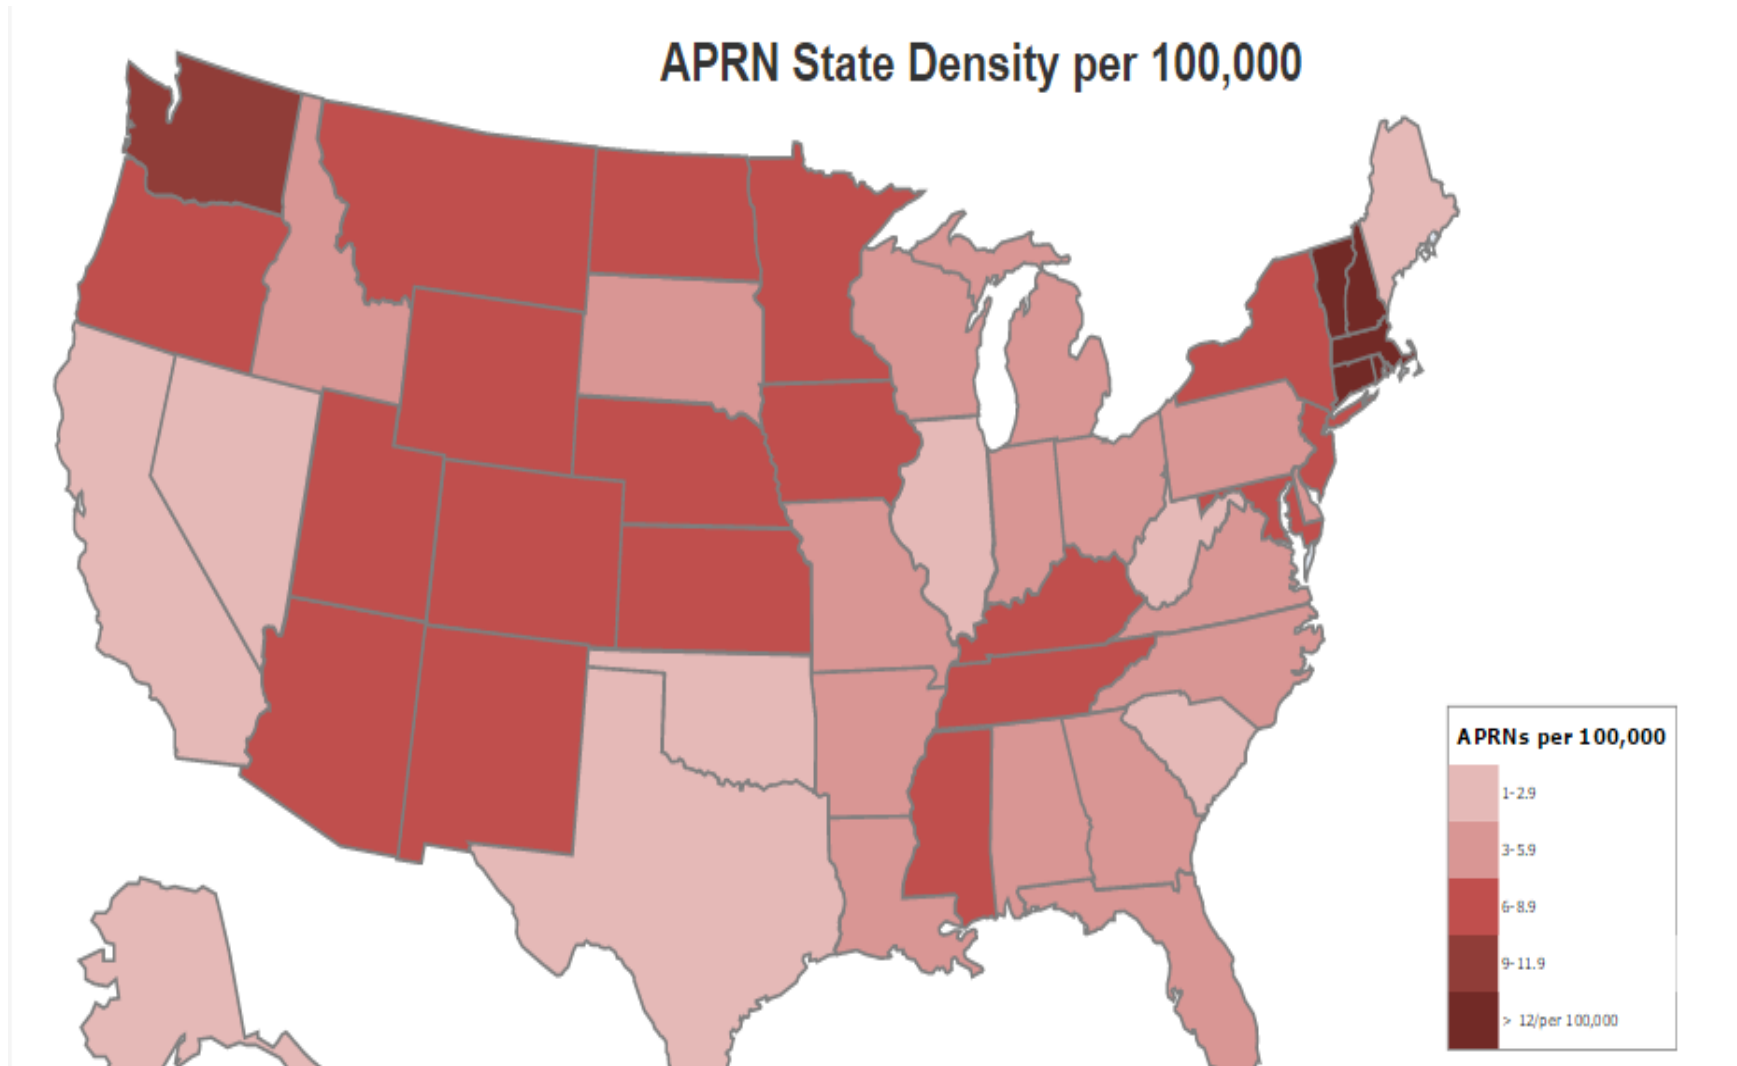 APRN State Density per 100,000
APRNs per 100,000
1-2.9
3-5.9
6-8.9
9-11.9
> 12/per 100,000